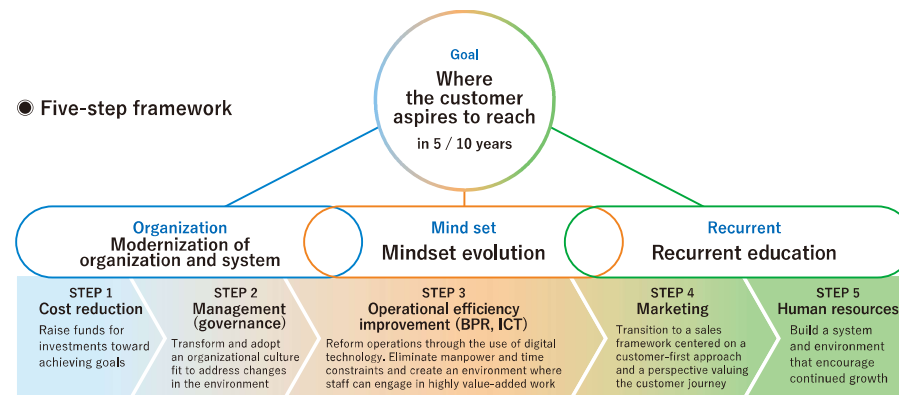 Goal
Where
the customer
aspires to reach
in 5 / 10 years
◉ Five-step framework
Organization
Modernization of
organization and system
Mind set
Mindset evolution
Recurrent
Recurrent education
STEP 1
Cost reduction
Raise funds for
investments toward
achieving goals
STEP 2
Management
(governance)
Transform and adopt
an organizational culture
fit to address changes
in the environment
STEP 3
Operational efficiency
improvement (BPR, ICT)
Reform operations through the use of digital
technology. Eliminate manpower and time
constraints and create an environment where
staff can engage in highly value-added work
STEP 4
Marketing
Transition to a sales
framework centered on a
customer-first approach
and a perspective valuing
the customer journey
STEP 5
Human resources
Build a system
and environment
that encourage
continued growth